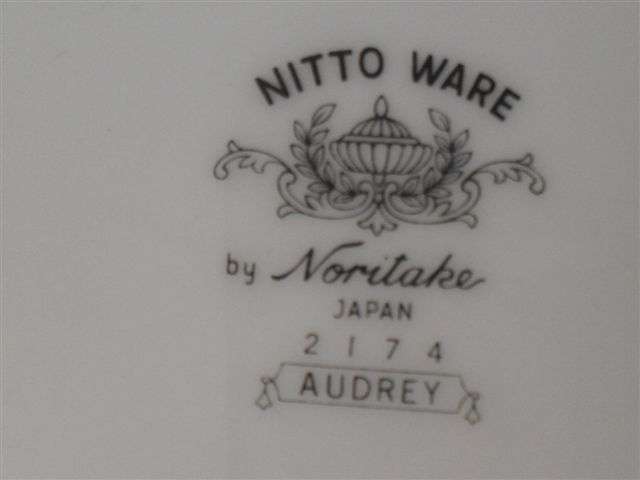 NITTO WARE
by Noritake
JAPAN
2174
AUDREY